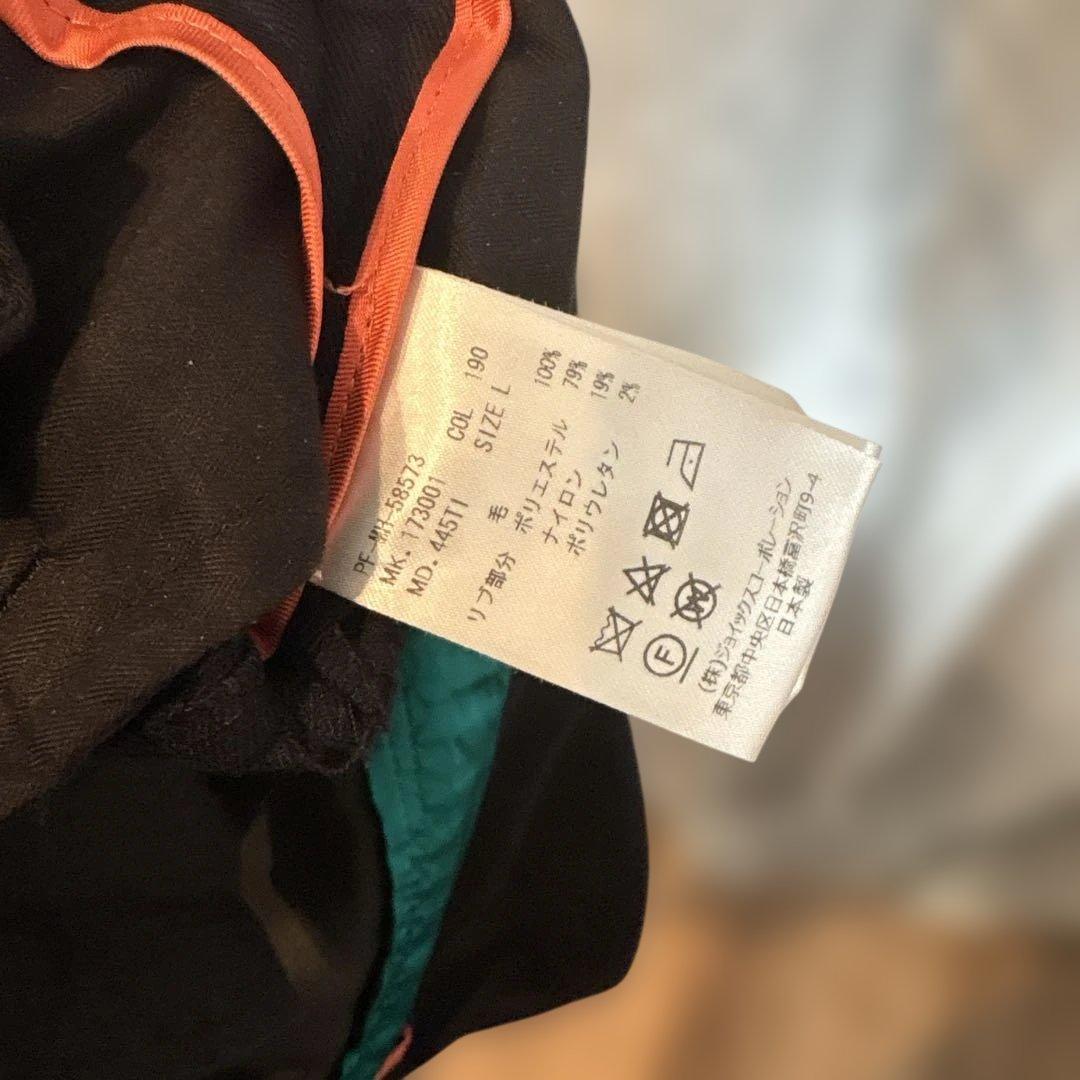 PF-MB-58573
MK. 173001 COL 190
MD. 445TI SIZE L
毛 100%
リブ部分 ポリエステル 79%
ナイロン 19%
ポリウレタン 2%
F W
(株)ジョイックスコーポレーション
東京都中央区日本橋富沢町9-4
日本製